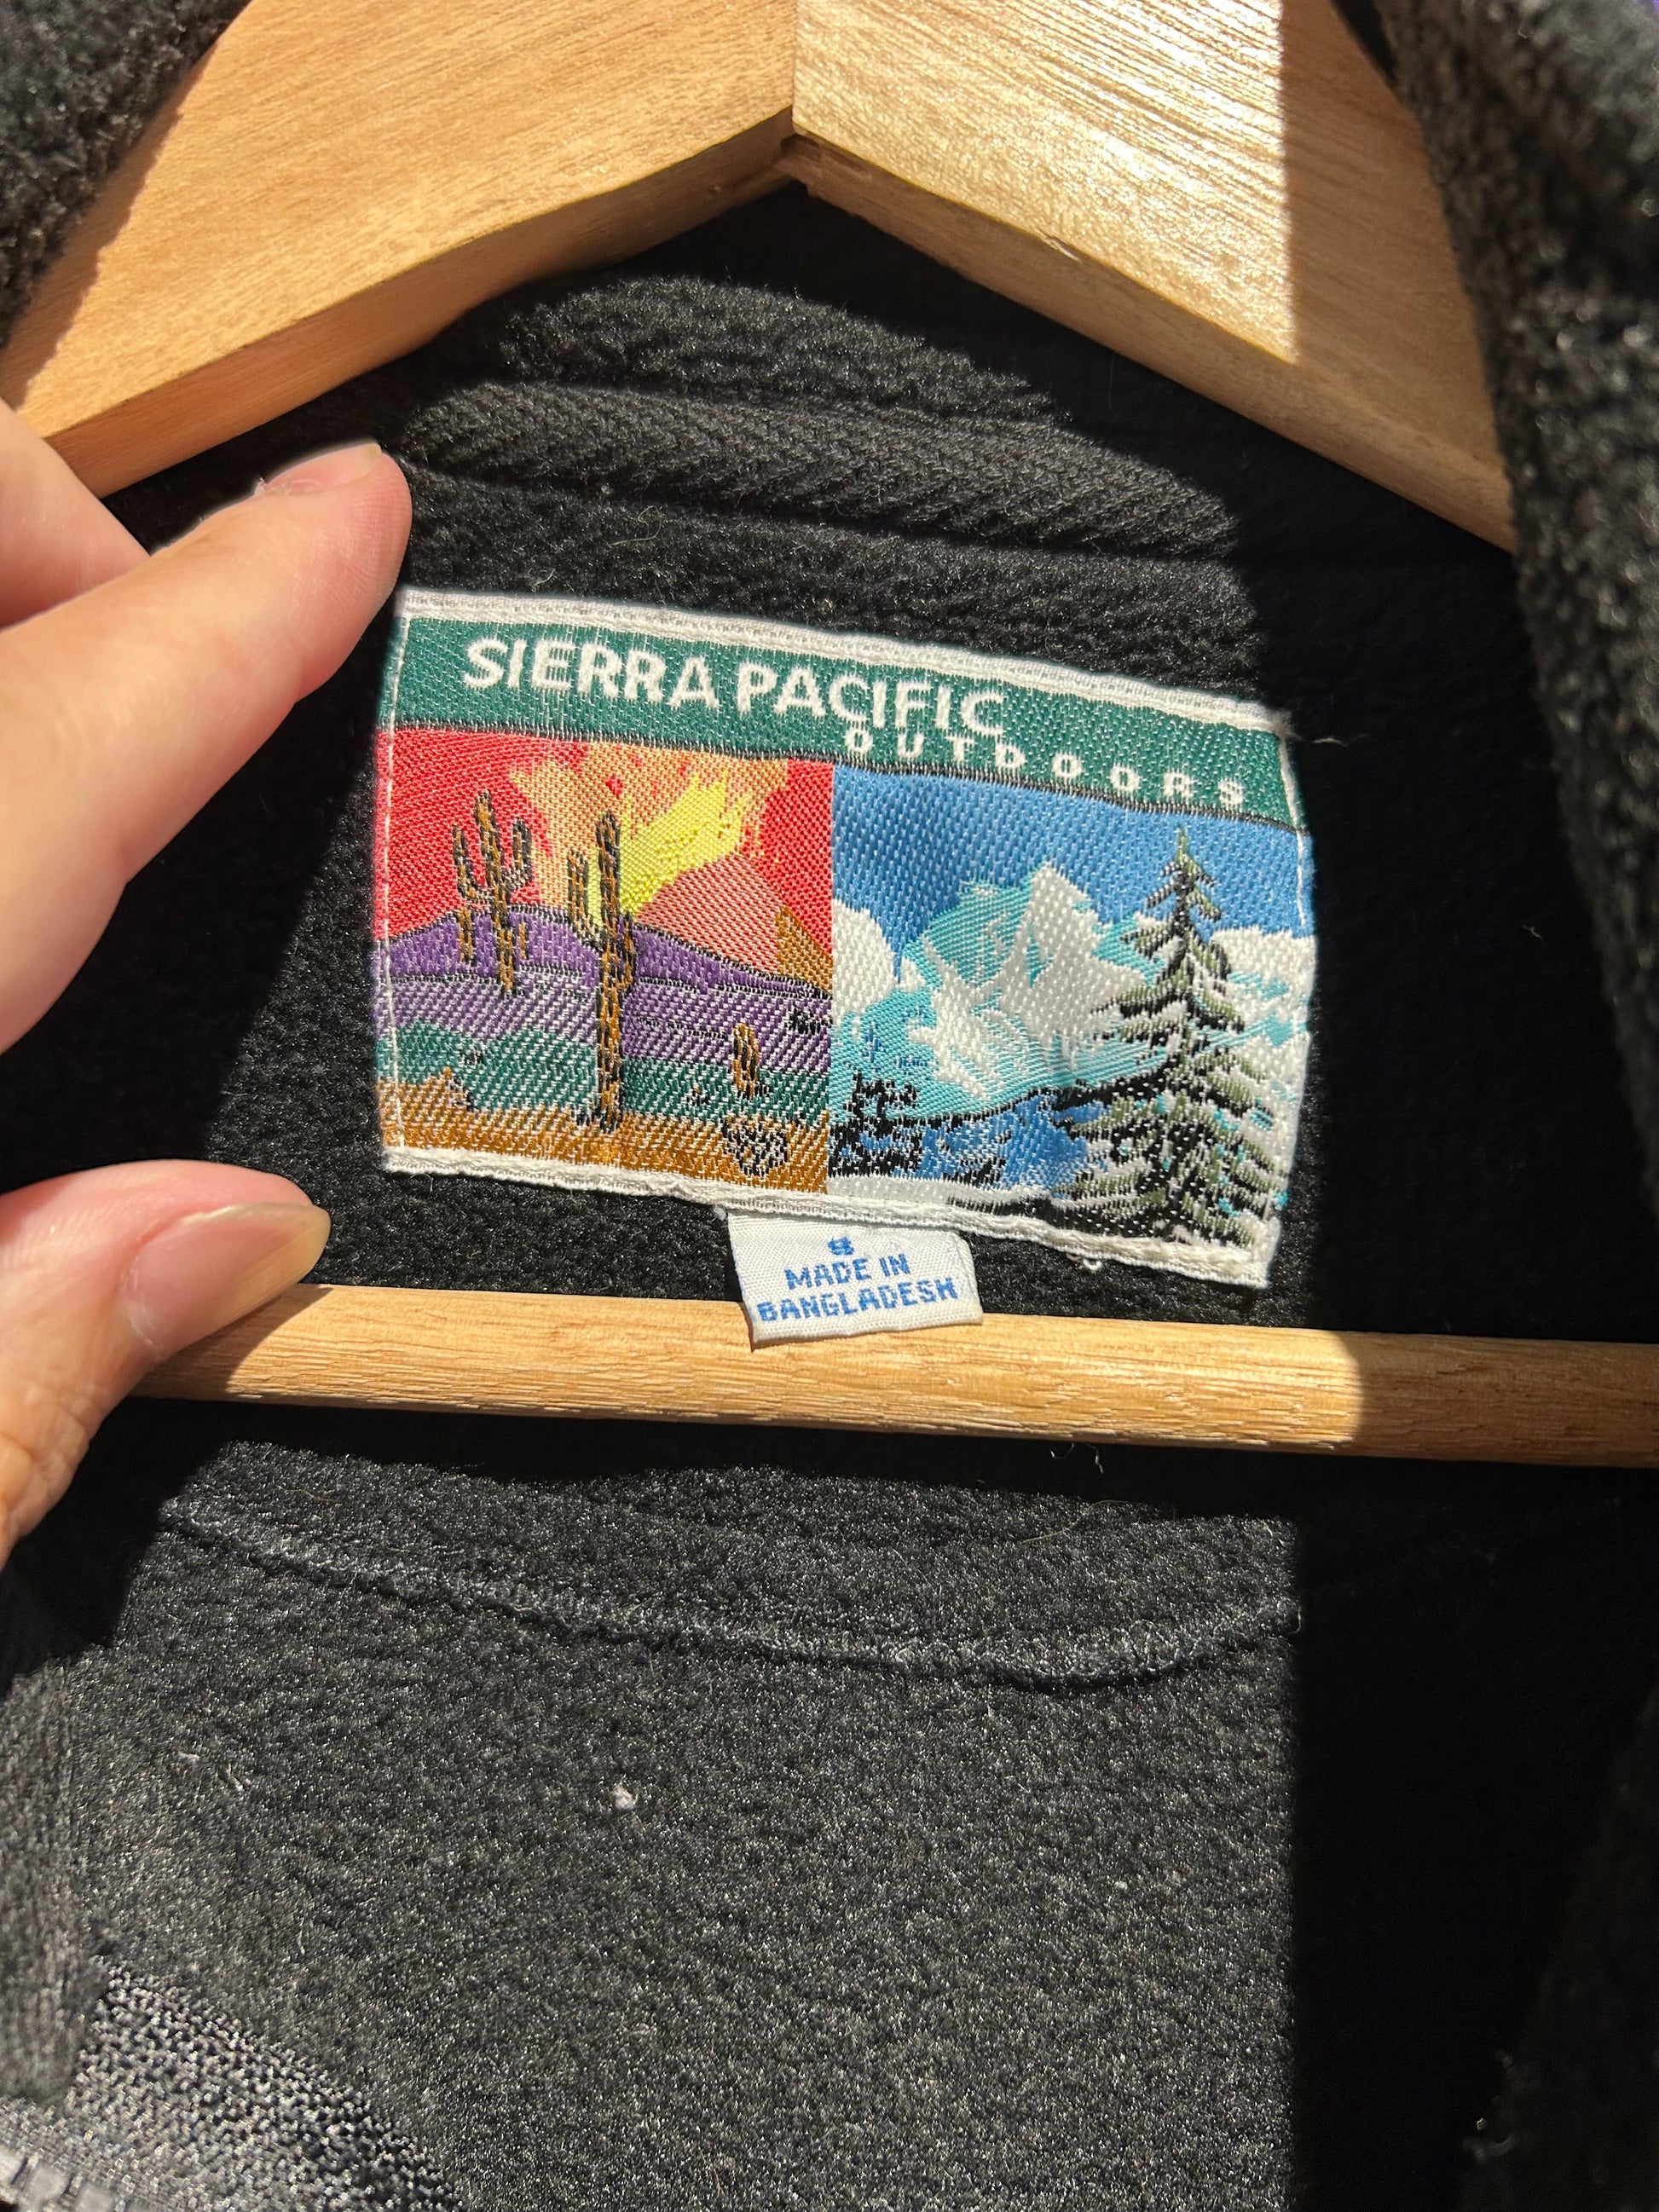 SIERRA PACIFIC
OUTDOORS
S
MADE IN
BANGLADESH